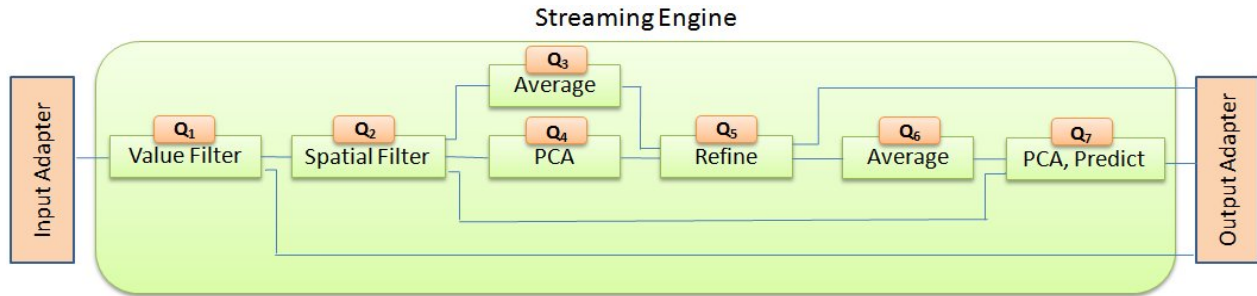 Streaming Engine
Input Adapter
Q₁
Value Filter
Q₂
Spatial Filter
Q₃
Average
Q₄
PCA
Q₅
Refine
Q₆
Average
Q₇
PCA, Predict
Output Adapter